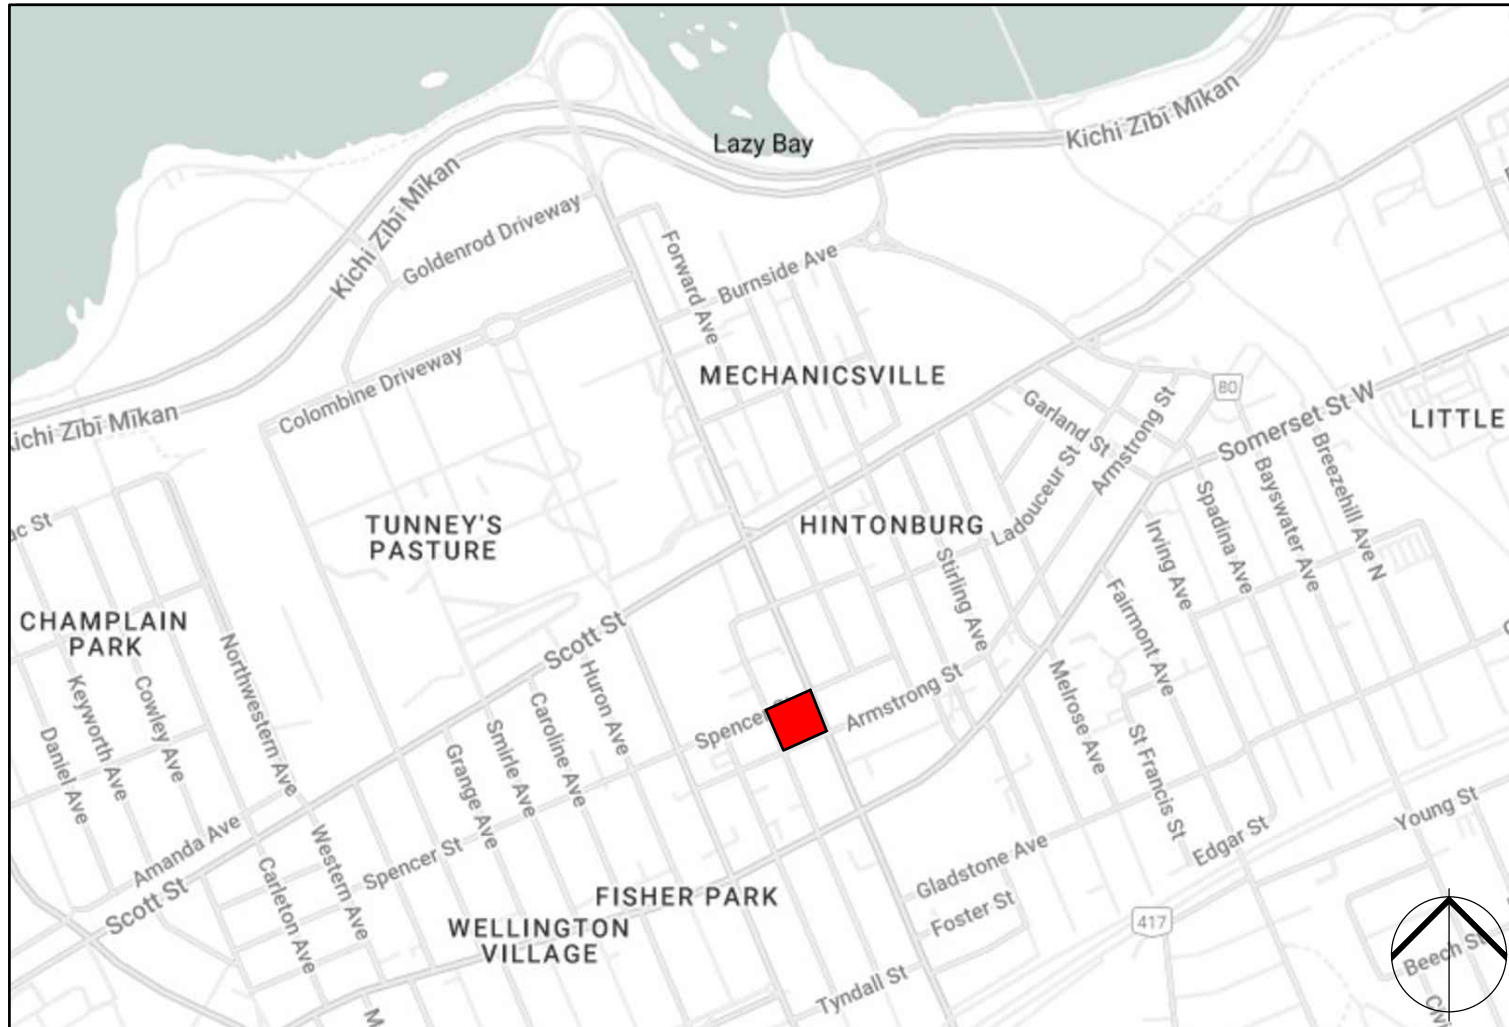 Lazy Bay
Kichi Zībī Mīkan
Kichi Zībī Mīkan
Goldenrod Driveway
Forward Ave
Burnside Ave
Colombine Driveway
MECHANICSVILLE
Kichi Zībī Mīkan
80
Garland St
Armstrong St
Somerset St W
LITTLE
Ladouceur St
Breezehill Ave N
Bayswater Ave
Spadina Ave
Irving Ave
TUNNEY'S
PASTURE
HINTONBURG
Stirling Ave
Fairmont Ave
CHAMPLAIN
PARK
Northwestern Ave
Scott St
Huron Ave
Caroline Ave
Smirle Ave
Grange Ave
Keyworth Ave
Cowley Ave
Daniel Ave
Spencer
Armstrong St
Melrose Ave
St Francis St
Amanda Ave
Scott St
Carleton Ave
Western Ave
Spencer St
FISHER PARK
WELLINGTON
VILLAGE
Gladstone Ave
Foster St
Edgar St
Young St
417
Beech St
Tyndall St